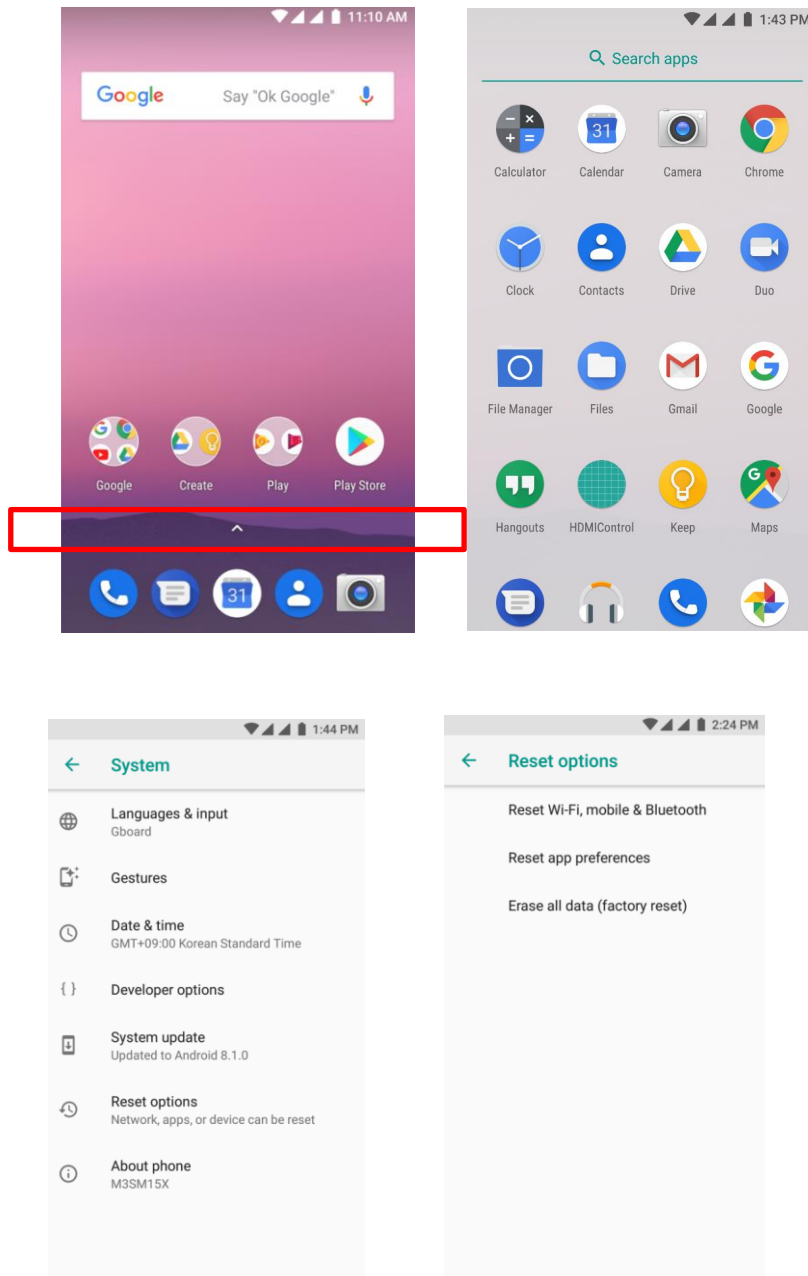 11:10 AM
Google Say "Ok Google"
31
Google Create Play Play Store
31
1:43 PM
Search apps
31
Calculator Calendar Camera Chrome
Clock Contacts Drive Duo
File Manager Files Gmail Google
Hangouts HDMIControl Keep Maps
1:44 PM
System
Languages & input
Gboard
Gestures
Date & time
GMT+09:00 Korean Standard Time
{ } Developer options
System update
Updated to Android 8.1.0
Reset options
Network, apps, or device can be reset
About phone
M3SM15X
2:24 PM
Reset options
Reset Wi-Fi, mobile & Bluetooth
Reset app preferences
Erase all data (factory reset)